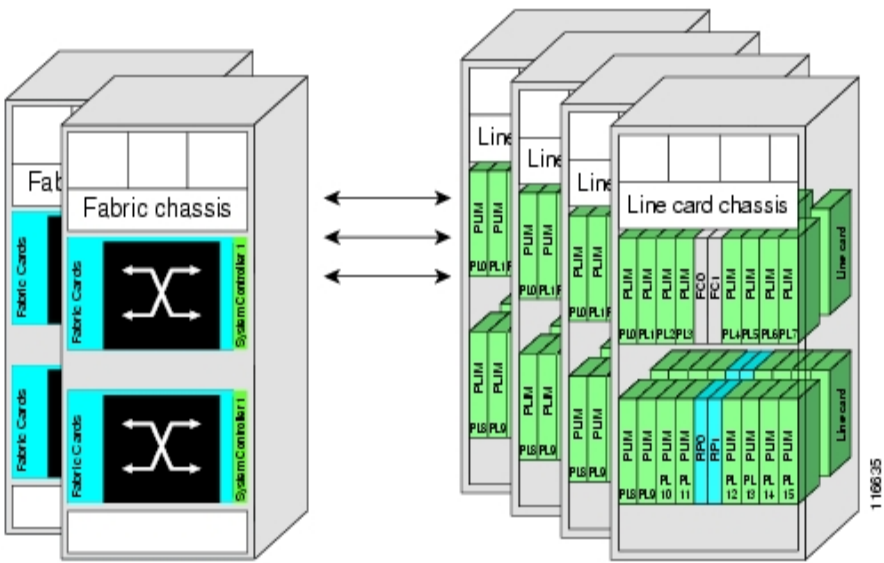 Fab
Fabric Cards
Fabric Cards
Fabric chassis
Fabric Cards
System Controller 1
Fabric Cards
System Controller 1
Line
PLIM PLIM
PL0 PL1
PLIM PLIM
PL8 PL9
Line
PLIM PLIM
PL0 PL1
PLIM PLIM
PL8 PL9
Line
PLIM PLIM
PL0 PL1
PLIM PLIM
PL8 PL9
Line card chassis
PLIM PLIM PLIM PLIM FC0 FC1 PLIM PLIM PLIM PLIM
PL0 PL1 PL2 PL3 PL4 PL5 PL6 PL7
Line card
PLIM PLIM PLIM PLIM RP0 RP1 PLIM PLIM PLIM PLIM
PL8 PL9 PL 10 PL 11 PL 12 PL 13 PL 14 PL 15
Line card
116635